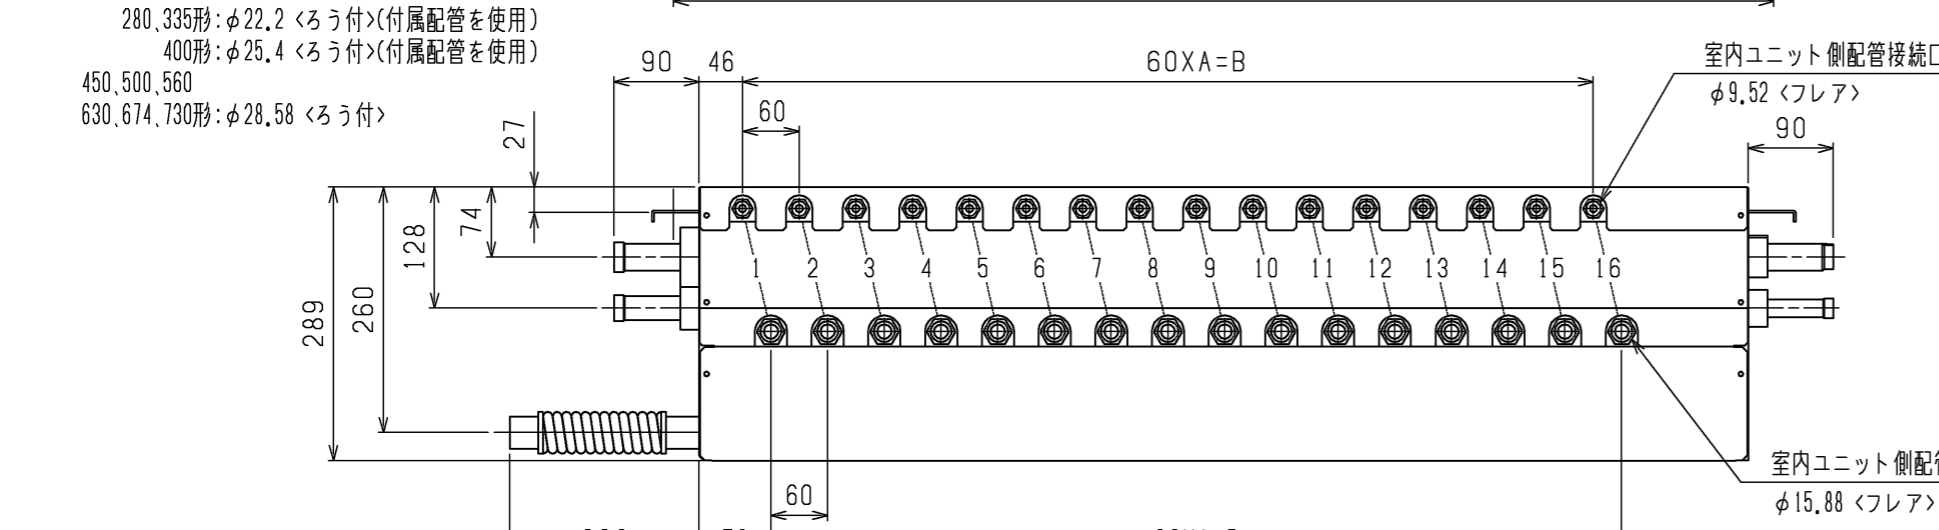 280,335形:φ22.2 <ろう付>(付属配管を使用)
400形:φ25.4 <ろう付>(付属配管を使用)
450,500,560
630,674,730形:φ28.58 <ろう付>
90
46
60XA=B
室内ユニット側配管接続口
φ9.52 <フレア>
60
27
90
74
128
260
289
1 2 3 4 5 6 7 8 9 10 11 12 13 14 15 16
室内ユニット側配管
φ15.88 <フレア>
60